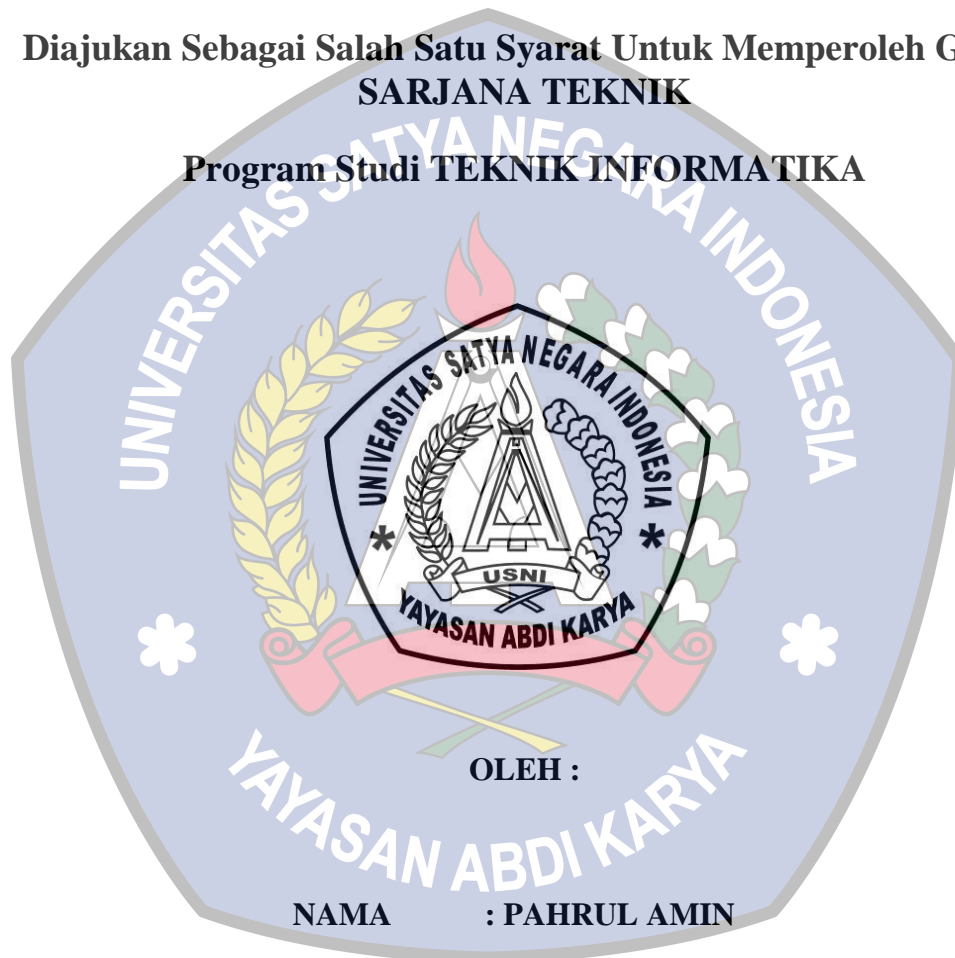 Diajukan Sebagai Salah Satu Syarat Untuk Memperoleh G
SARJANA TEKNIK
Program Studi TEKNIK INFORMATIKA
UNIVERSITAS SATYA NEGARA INDONESIA
UNIVERSITAS SATYA NEGARA INDONESIA
USNI
YAYASAN ABDI KARYA
OLEH :
YAYASAN ABDI KARYA
NAMA : PAHRUL AMIN